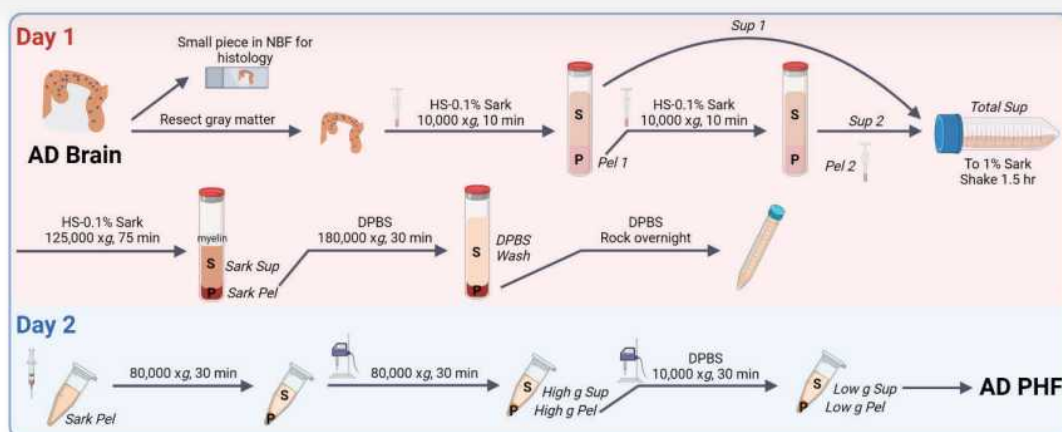 Day 1
Small piece in NBF for
histology
AD Brain
Resect gray matter
HS-0.1% Sark
10,000 xg, 10 min
S
P
Pel 1
HS-0.1% Sark
10,000 xg, 10 min
S
P
Sup 1
Sup 2
Pel 2
Total Sup
To 1% Sark
Shake 1.5 hr
HS-0.1% Sark
125,000 xg, 75 min
myelin
S
Sark Sup
P
Sark Pel
DPBS
180,000 xg, 30 min
S
P
DPBS
Wash
DPBS
Rock overnight
Day 2
Sark Pel
80,000 xg, 30 min
S
P
80,000 xg, 30 min
S
P
High g Sup
High g Pel
DPBS
10,000 xg, 30 min
S
P
Low g Sup
Low g Pel
AD PHF